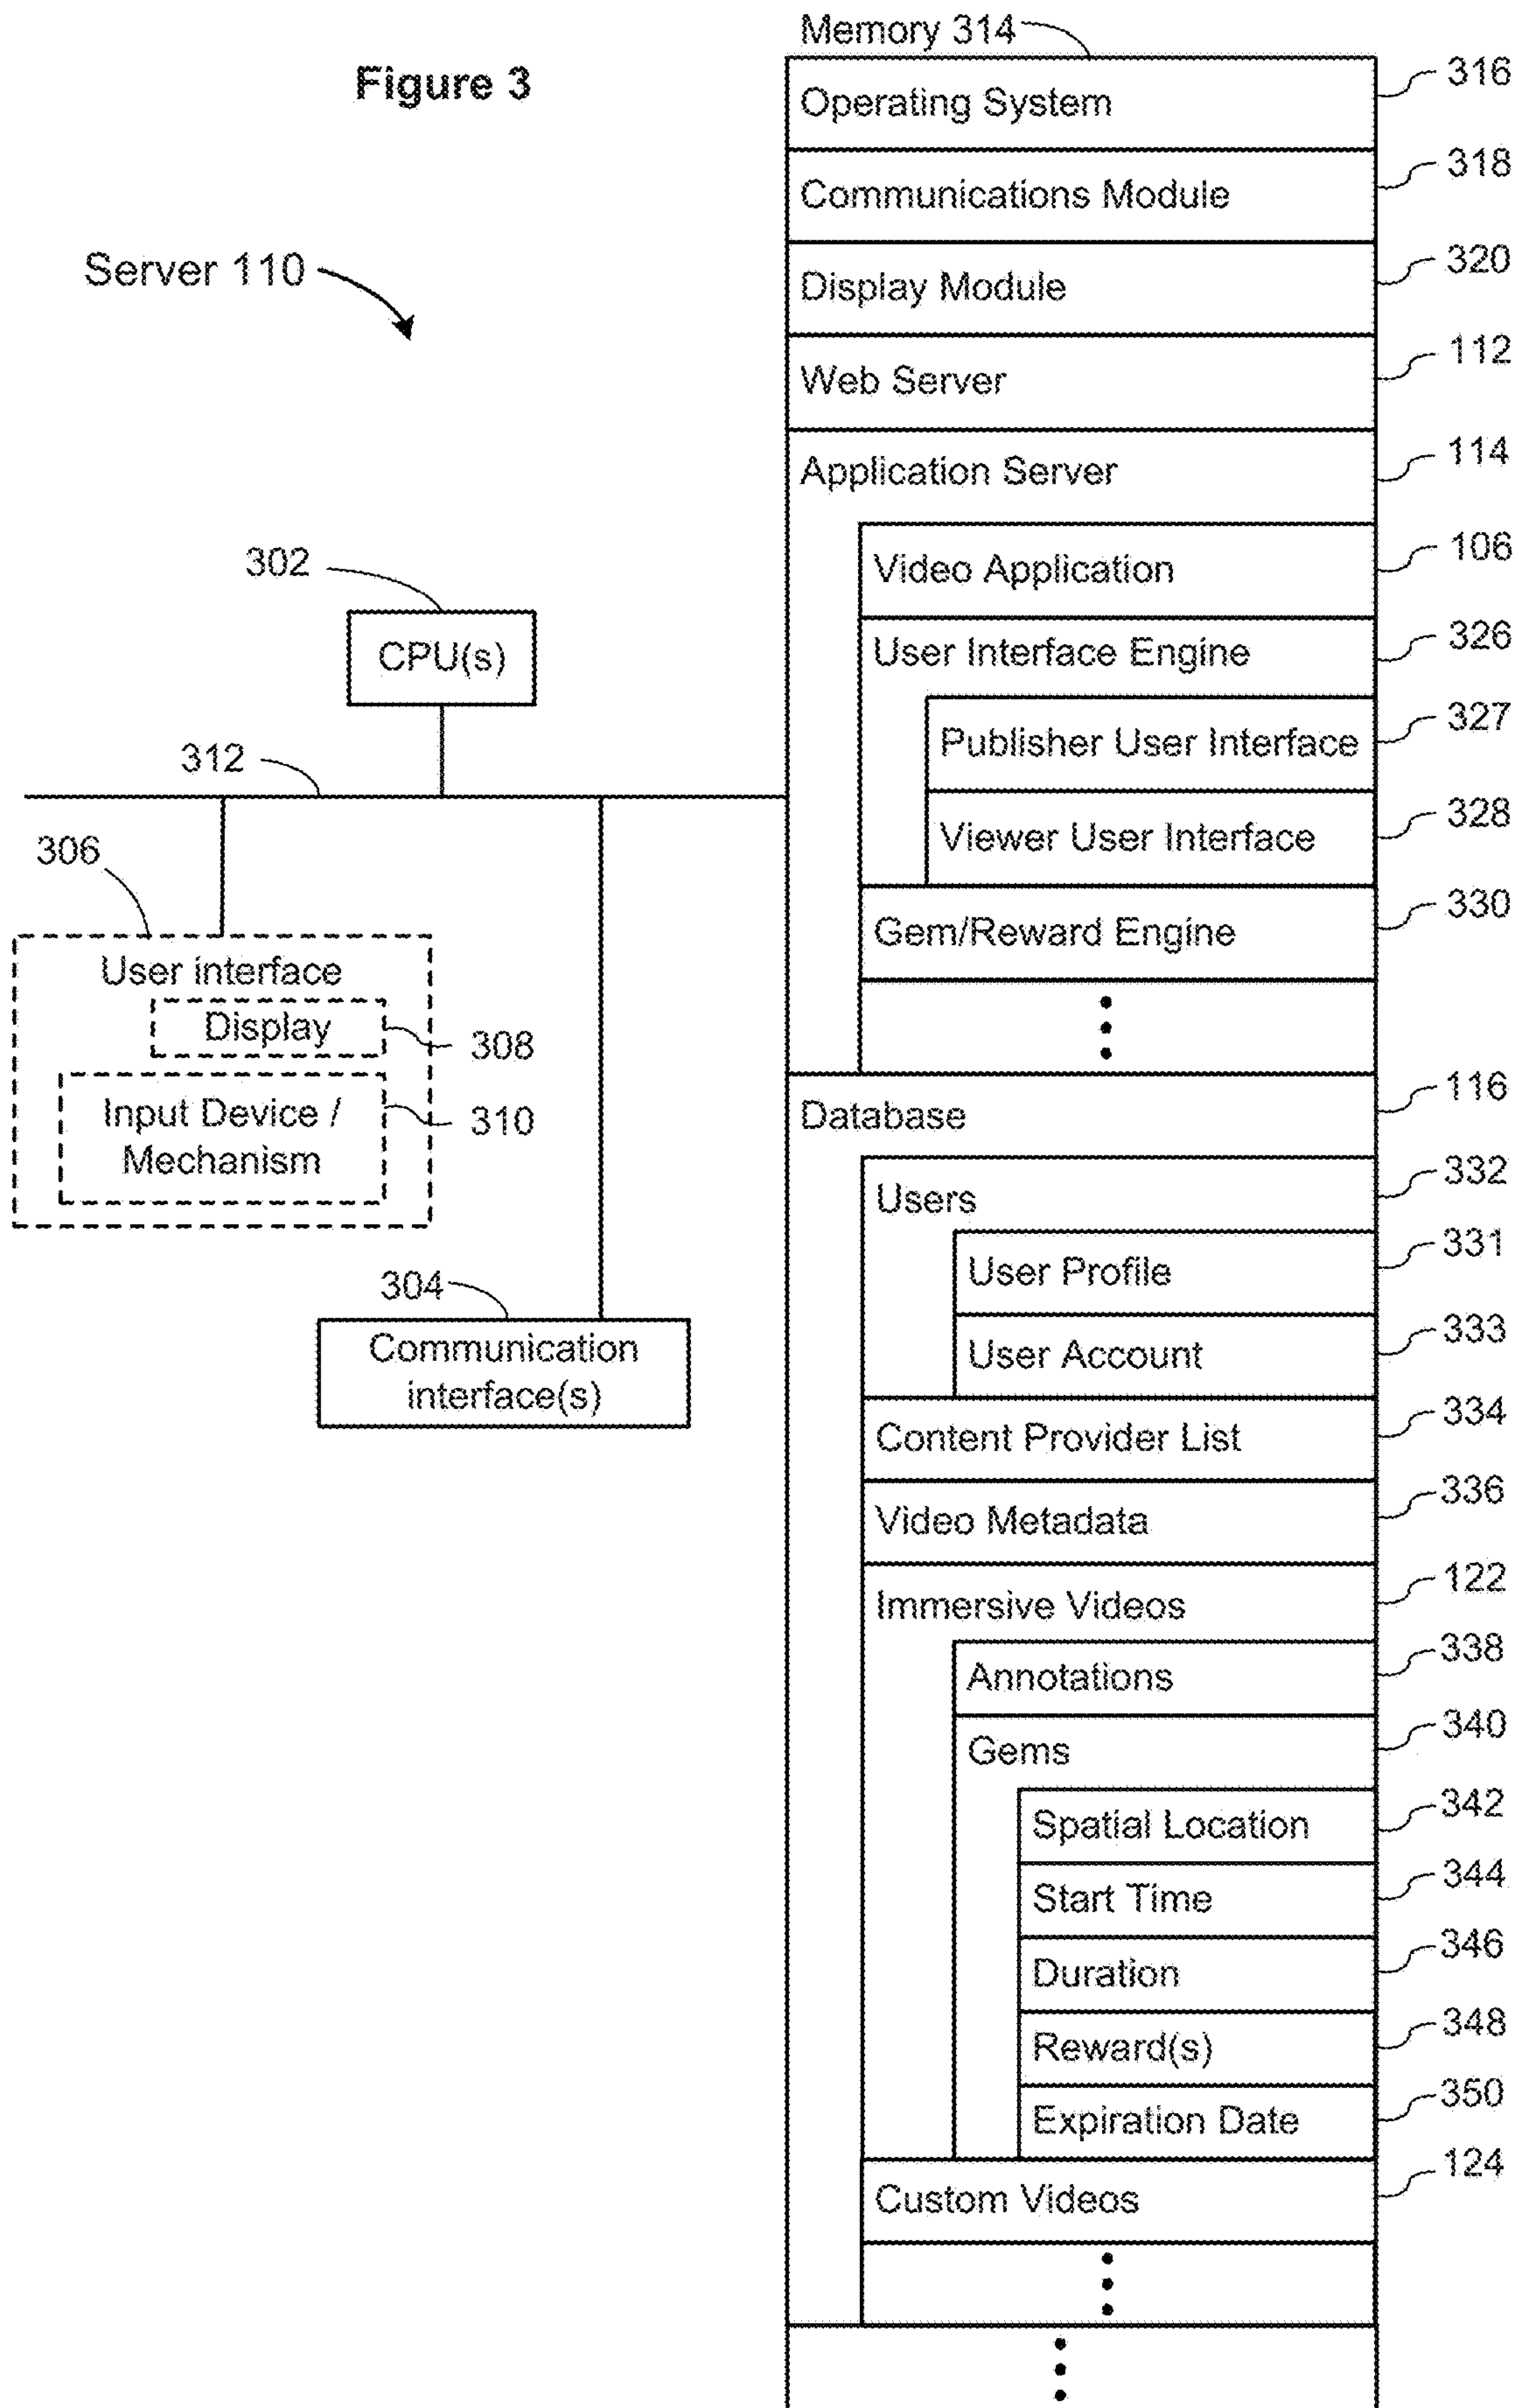 Figure 3
Server 110
302
CPU(s)
312
306
User interface
Display
308
Input Device /
Mechanism
310
304
Communication
interface(s)
Memory 314
Operating System
316
Communications Module
318
Display Module
320
Web Server
112
Application Server
114
Video Application
106
User Interface Engine
326
Publisher User Interface
327
Viewer User Interface
328
Gem/Reward Engine
330
Database
116
Users
332
User Profile
331
User Account
333
Content Provider List
334
Video Metadata
336
Immersive Videos
122
Annotations
338
Gems
340
Spatial Location
342
Start Time
344
Duration
346
Reward(s)
348
Expiration Date
350
Custom Videos
124